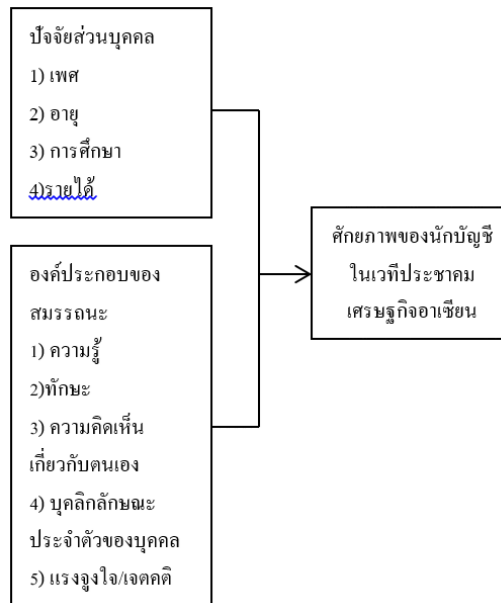 ปัจจัยส่วนบุคคล
1) เพศ
2) อายุ
3) การศึกษา
4)รายได้
องค์ประกอบของ
สมรรถนะ
1) ความรู้
2)ทักษะ
3) ความคิดเห็น
เกี่ยวกับตนเอง
4) บุคลิกลักษณะ
ประจำตัวของบุคคล
5) แรงจูงใจ/เจตคติ
ศักยภาพของนักบัญชี
ในเวทีประชาคม
เศรษฐกิจอาเซียน